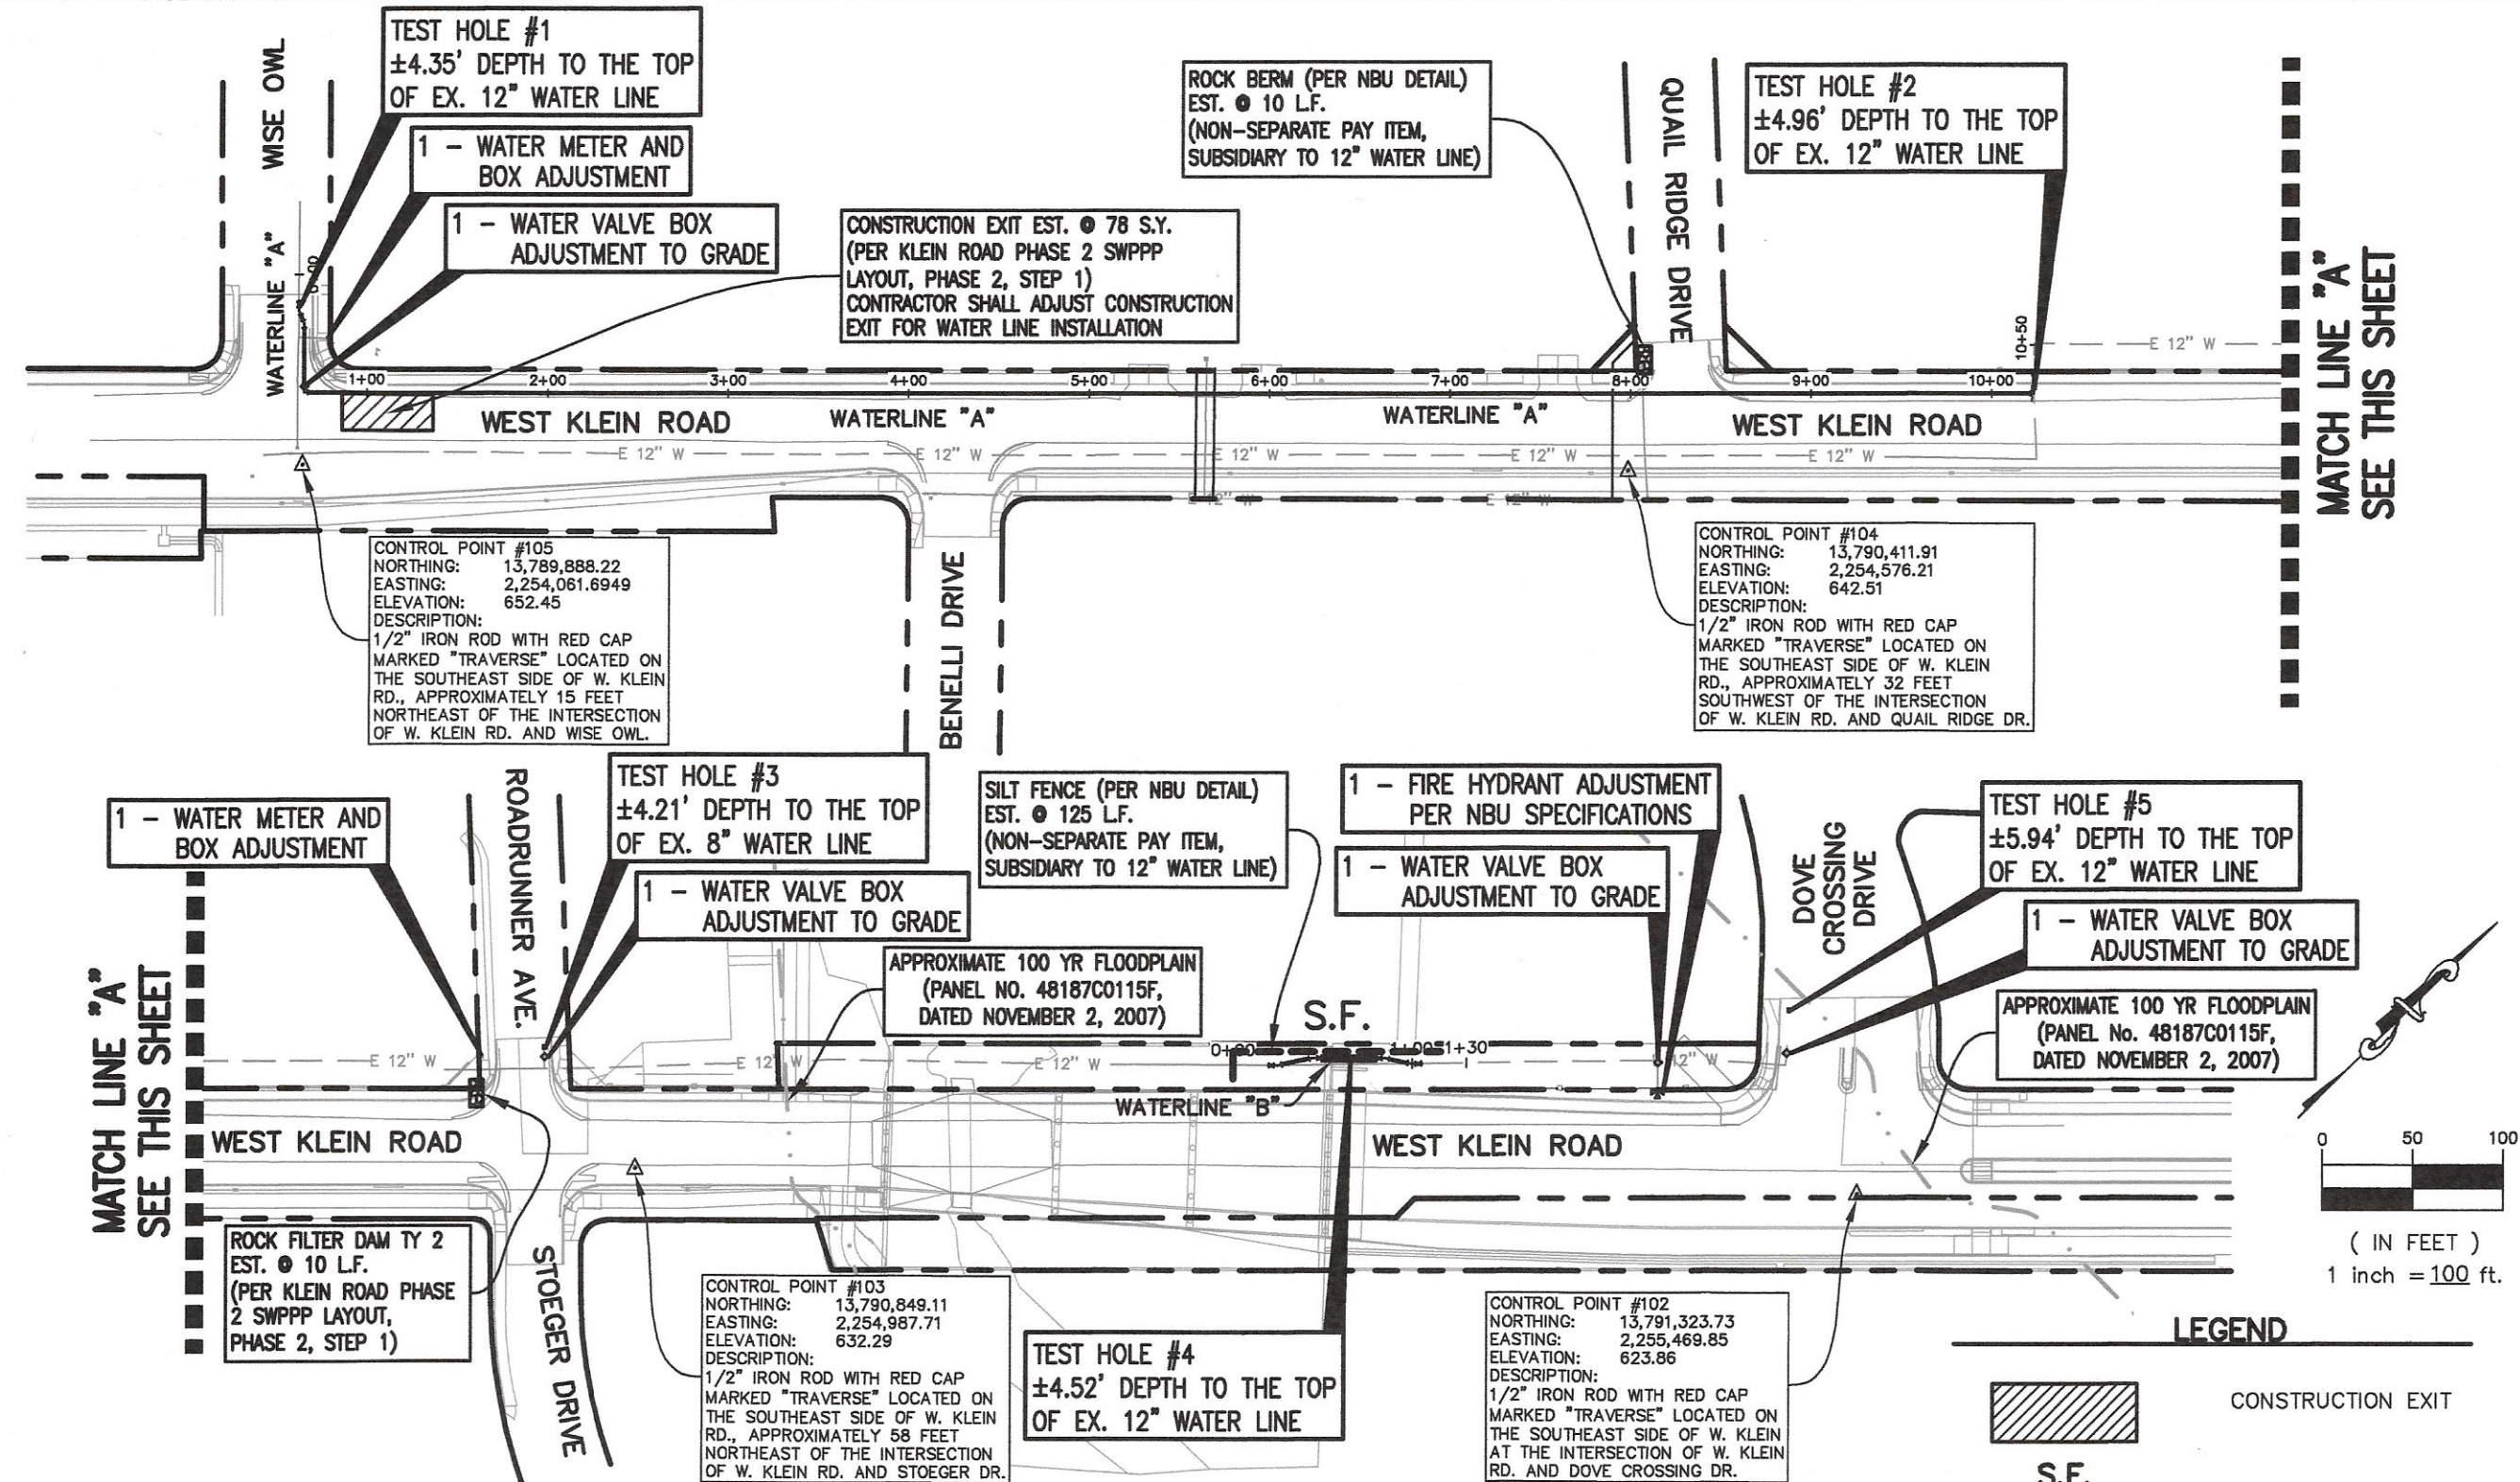 TEST HOLE #1
±4.35' DEPTH TO THE TOP
OF EX. 12" WATER LINE
1 - WATER METER AND
BOX ADJUSTMENT
1 - WATER VALVE BOX
ADJUSTMENT TO GRADE
CONSTRUCTION EXIT EST. @ 78 S.Y.
(PER KLEIN ROAD PHASE 2 SWPPP
LAYOUT, PHASE 2, STEP 1)
CONTRACTOR SHALL ADJUST CONSTRUCTION
EXIT FOR WATER LINE INSTALLATION
ROCK BERM (PER NBU DETAIL)
EST. @ 10 L.F.
(NON-SEPARATE PAY ITEM,
SUBSIDIARY TO 12" WATER LINE)
TEST HOLE #2
±4.96' DEPTH TO THE TOP
OF EX. 12" WATER LINE
WISE OWL
WATERLINE "A"
QUAIL RIDGE DRIVE
1+00
2+00
3+00
4+00
5+00
6+00
7+00
8+00
9+00
10+00
10+50
E 12" W
WEST KLEIN ROAD
WATERLINE "A"
WATERLINE "A"
WEST KLEIN ROAD
E 12" W
E 12" W
E 12" W
E 12" W
E 12" W
E 12" W
E 12" W
MATCH LINE "A"
SEE THIS SHEET
BENELLI DRIVE
CONTROL POINT #105
NORTHING: 13,789,888.22
EASTING: 2,254,061.6949
ELEVATION: 652.45
DESCRIPTION:
1/2" IRON ROD WITH RED CAP
MARKED "TRAVERSE" LOCATED ON
THE SOUTHEAST SIDE OF W. KLEIN
RD., APPROXIMATELY 15 FEET
NORTHEAST OF THE INTERSECTION
OF W. KLEIN RD. AND WISE OWL.
CONTROL POINT #104
NORTHING: 13,790,411.91
EASTING: 2,254,576.21
ELEVATION: 642.51
DESCRIPTION:
1/2" IRON ROD WITH RED CAP
MARKED "TRAVERSE" LOCATED ON
THE SOUTHEAST SIDE OF W. KLEIN
RD., APPROXIMATELY 32 FEET
SOUTHWEST OF THE INTERSECTION
OF W. KLEIN RD. AND QUAIL RIDGE DR.
1 - WATER METER AND
BOX ADJUSTMENT
ROADRUNNER AVE.
TEST HOLE #3
±4.21' DEPTH TO THE TOP
OF EX. 8" WATER LINE
1 - WATER VALVE BOX
ADJUSTMENT TO GRADE
SILT FENCE (PER NBU DETAIL)
EST. @ 125 L.F.
(NON-SEPARATE PAY ITEM,
SUBSIDIARY TO 12" WATER LINE)
1 - FIRE HYDRANT ADJUSTMENT
PER NBU SPECIFICATIONS
1 - WATER VALVE BOX
ADJUSTMENT TO GRADE
DOVE
CROSSING
DRIVE
TEST HOLE #5
±5.94' DEPTH TO THE TOP
OF EX. 12" WATER LINE
1 - WATER VALVE BOX
ADJUSTMENT TO GRADE
APPROXIMATE 100 YR FLOODPLAIN
(PANEL NO. 48187C0115F,
DATED NOVEMBER 2, 2007)
APPROXIMATE 100 YR FLOODPLAIN
(PANEL No. 48187C0115F,
DATED NOVEMBER 2, 2007)
MATCH LINE "A"
SEE THIS SHEET
S.F.
1+00
1+30
E 12" W
E 12" W
E 12" W
12" W
WATERLINE "B"
WEST KLEIN ROAD
WEST KLEIN ROAD
ROCK FILTER DAM TY 2
EST. @ 10 L.F.
(PER KLEIN ROAD PHASE
2 SWPPP LAYOUT,
PHASE 2, STEP 1)
STOEGER DRIVE
CONTROL POINT #103
NORTHING: 13,790,849.11
EASTING: 2,254,987.71
ELEVATION: 632.29
DESCRIPTION:
1/2" IRON ROD WITH RED CAP
MARKED "TRAVERSE" LOCATED ON
THE SOUTHEAST SIDE OF W. KLEIN
RD., APPROXIMATELY 58 FEET
NORTHEAST OF THE INTERSECTION
OF W. KLEIN RD. AND STOEGER DR.
TEST HOLE #4
±4.52' DEPTH TO THE TOP
OF EX. 12" WATER LINE
CONTROL POINT #102
NORTHING: 13,791,323.73
EASTING: 2,255,469.85
ELEVATION: 623.86
DESCRIPTION:
1/2" IRON ROD WITH RED CAP
MARKED "TRAVERSE" LOCATED ON
THE SOUTHEAST SIDE OF W. KLEIN
AT THE INTERSECTION OF W. KLEIN
RD. AND DOVE CROSSING DR.
0 50 100
( IN FEET )
1 inch = 100 ft.
LEGEND
CONSTRUCTION EXIT
S.F.